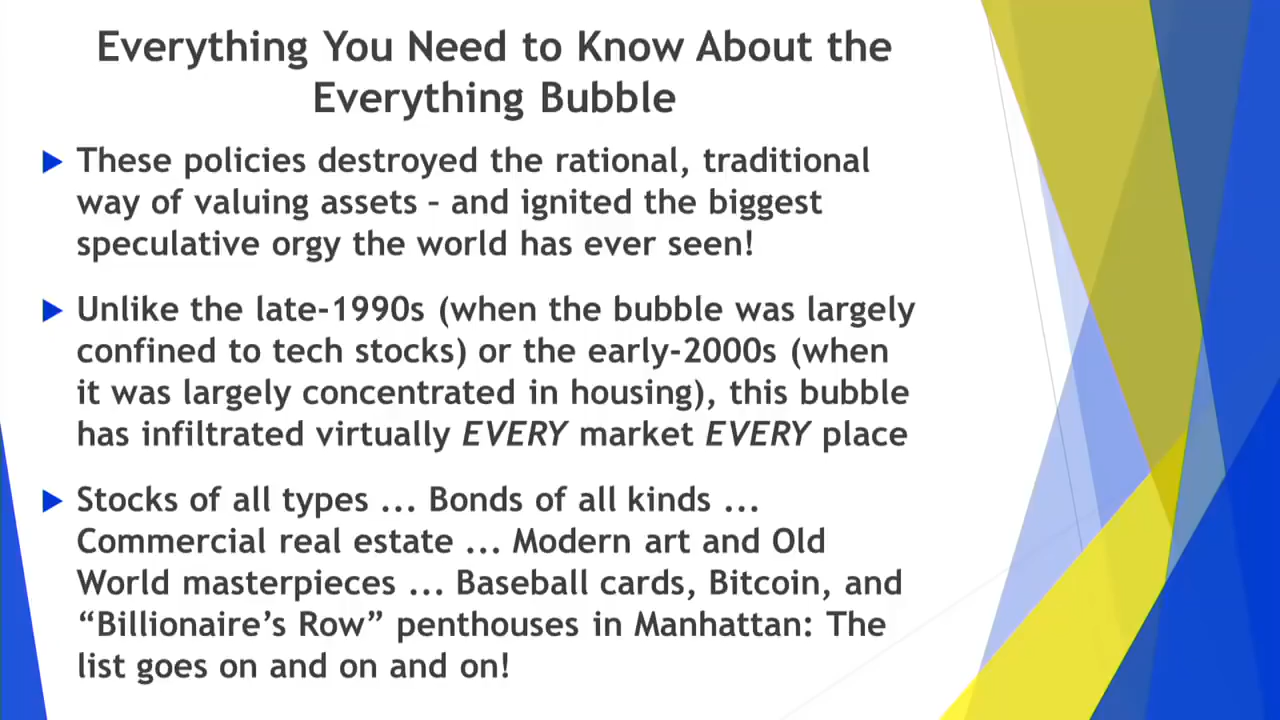 Everything You Need to Know About the
Everything Bubble
These policies destroyed the rational, traditional
way of valuing assets – and ignited the biggest
speculative orgy the world has ever seen!
Unlike the late-1990s (when the bubble was largely
confined to tech stocks) or the early-2000s (when
it was largely concentrated in housing), this bubble
has infiltrated virtually EVERY market EVERY place
Stocks of all types ... Bonds of all kinds ...
Commercial real estate ... Modern art and Old
World masterpieces ... Baseball cards, Bitcoin, and
“Billionaire’s Row” penthouses in Manhattan: The
list goes on and on and on!